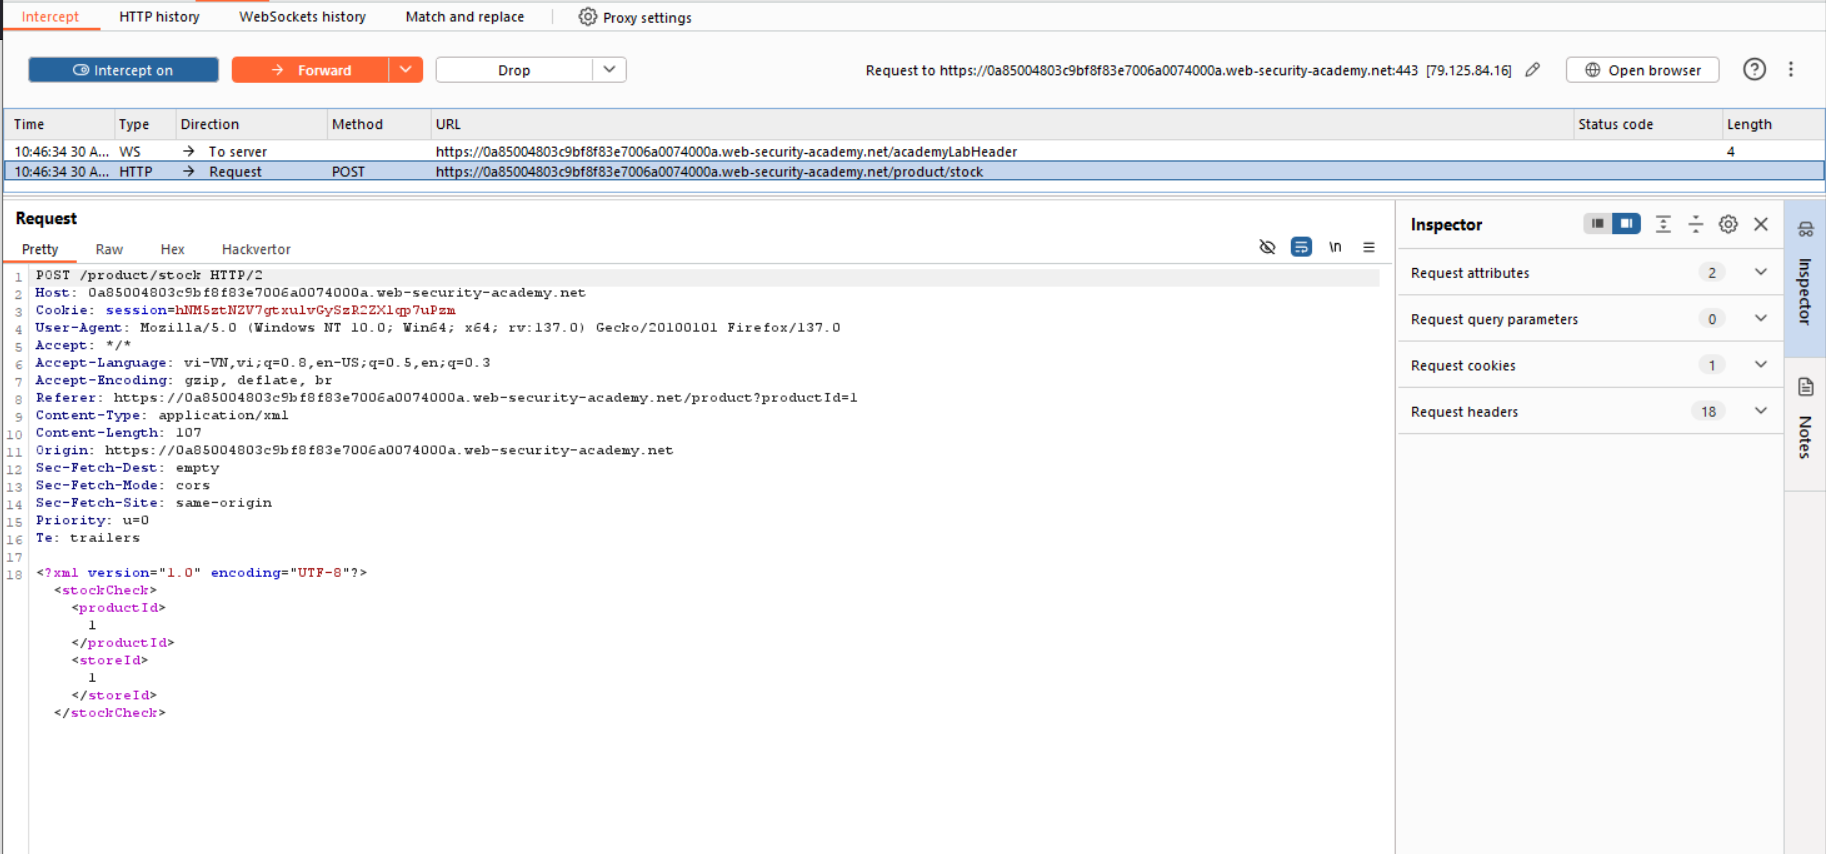 Intercept HTTP history WebSockets history Match and replace Proxy settings
Intercept on Forward Drop Request to https://0a85004803c9bf8f83e7006a0074000a.web-security-academy.net:443 [79.125.84.16] Open browser
Time Type Direction Method URL Status code Length
10:46:34 30 A... WS → To server https://0a85004803c9bf8f83e7006a0074000a.web-security-academy.net/academyLabHeader 4
10:46:34 30 A... HTTP → Request POST https://0a85004803c9bf8f83e7006a0074000a.web-security-academy.net/product/stock
Request
Pretty Raw Hex Hackvertor \n
1 POST /product/stock HTTP/2
2 Host: 0a85004803c9bf8f83e7006a0074000a.web-security-academy.net
3 Cookie: session=hNM5ztNZV7gtxulvGySzR2ZXlqp7uPzm
4 User-Agent: Mozilla/5.0 (Windows NT 10.0; Win64; x64; rv:137.0) Gecko/20100101 Firefox/137.0
5 Accept: */*
6 Accept-Language: vi-VN,vi;q=0.8,en-US;q=0.5,en;q=0.3
7 Accept-Encoding: gzip, deflate, br
8 Referer: https://0a85004803c9bf8f83e7006a0074000a.web-security-academy.net/product?productId=1
9 Content-Type: application/xml
10 Content-Length: 107
11 Origin: https://0a85004803c9bf8f83e7006a0074000a.web-security-academy.net
12 Sec-Fetch-Dest: empty
13 Sec-Fetch-Mode: cors
14 Sec-Fetch-Site: same-origin
15 Priority: u=0
16 Te: trailers
17
18 <?xml version="1.0" encoding="UTF-8"?>
<stockCheck>
<productId>
1
</productId>
<storeId>
1
</storeId>
</stockCheck>
Inspector
Request attributes 2
Request query parameters 0
Request cookies 1
Request headers 18
Inspector
Notes